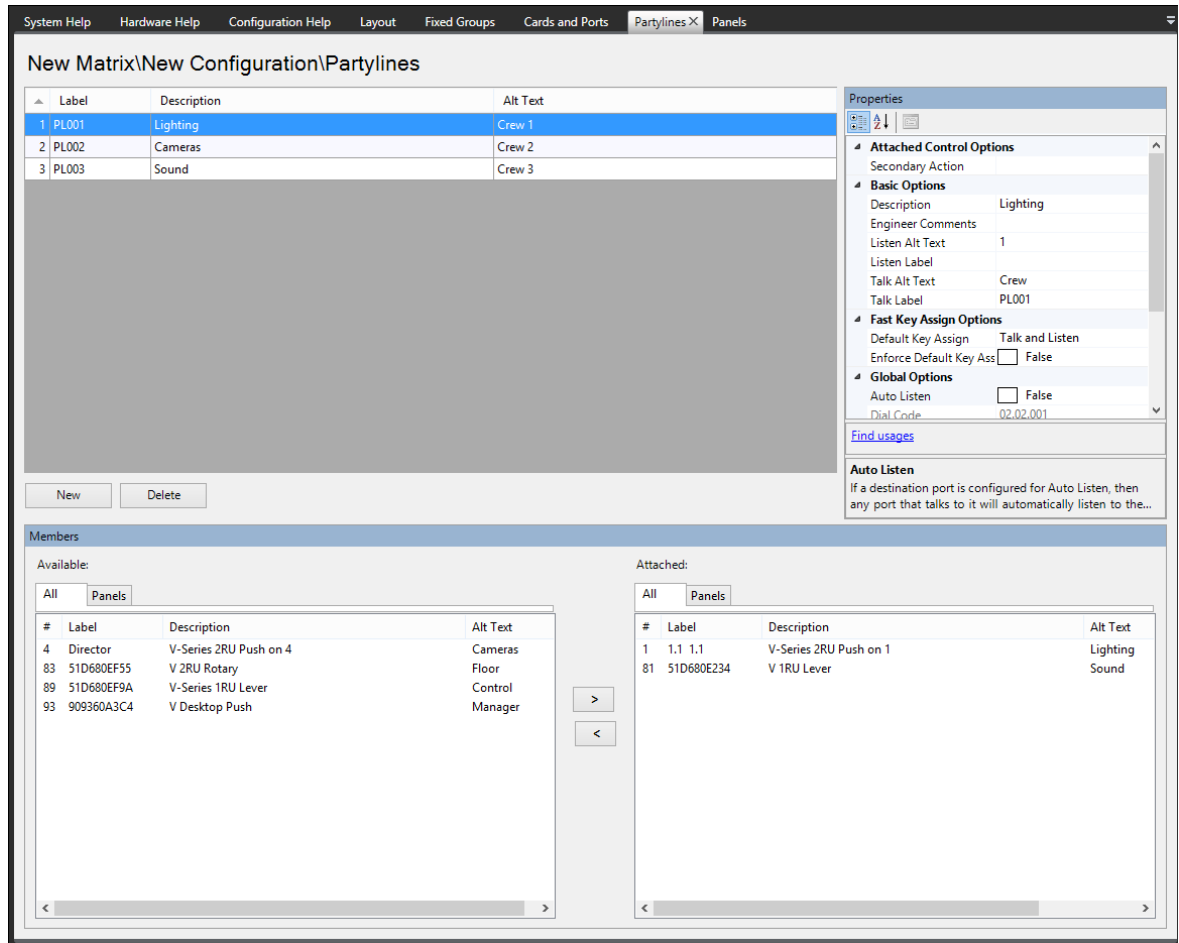 System Help Hardware Help Configuration Help Layout Fixed Groups Cards and Ports Partylines X Panels
New Matrix\New Configuration\Partylines
Label Description Alt Text
1 PL001 Lighting Crew 1
2 PL002 Cameras Crew 2
3 PL003 Sound Crew 3
New Delete
Properties
Attached Control Options
Secondary Action
Basic Options
Description Lighting
Engineer Comments
Listen Alt Text 1
Listen Label
Talk Alt Text Crew
Talk Label PL001
Fast Key Assign Options
Default Key Assign Talk and Listen
Enforce Default Key Ass False
Global Options
Auto Listen False
Dial Code 02.02.001
Find usages
Auto Listen
If a destination port is configured for Auto Listen, then
any port that talks to it will automatically listen to the...
Members
Available:
All Panels
# Label Description Alt Text
4 Director V-Series 2RU Push on 4 Cameras
83 51D680EF55 V 2RU Rotary Floor
89 51D680EF9A V-Series 1RU Lever Control
93 909360A3C4 V Desktop Push Manager
>
<
Attached:
All Panels
# Label Description Alt Text
1 1.1 1.1 V-Series 2RU Push on 1 Lighting
81 51D680E234 V 1RU Lever Sound